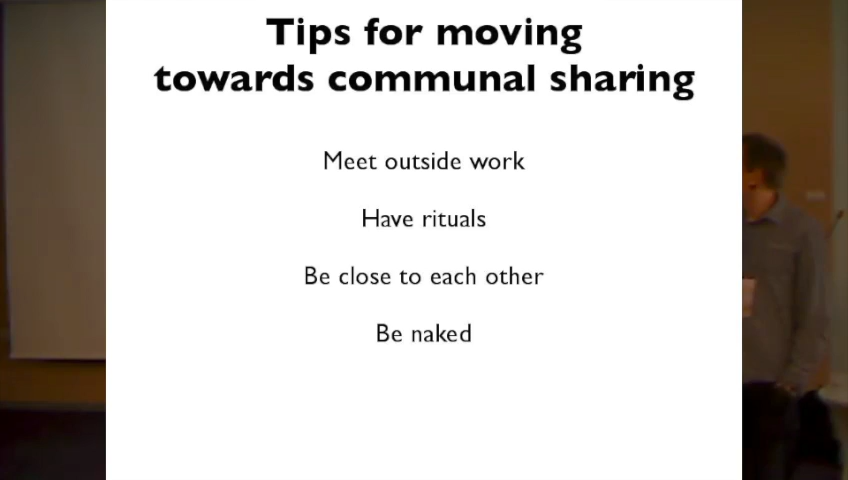 Tips for moving
towards communal sharing
Meet outside work
Have rituals
Be close to each other
Be naked